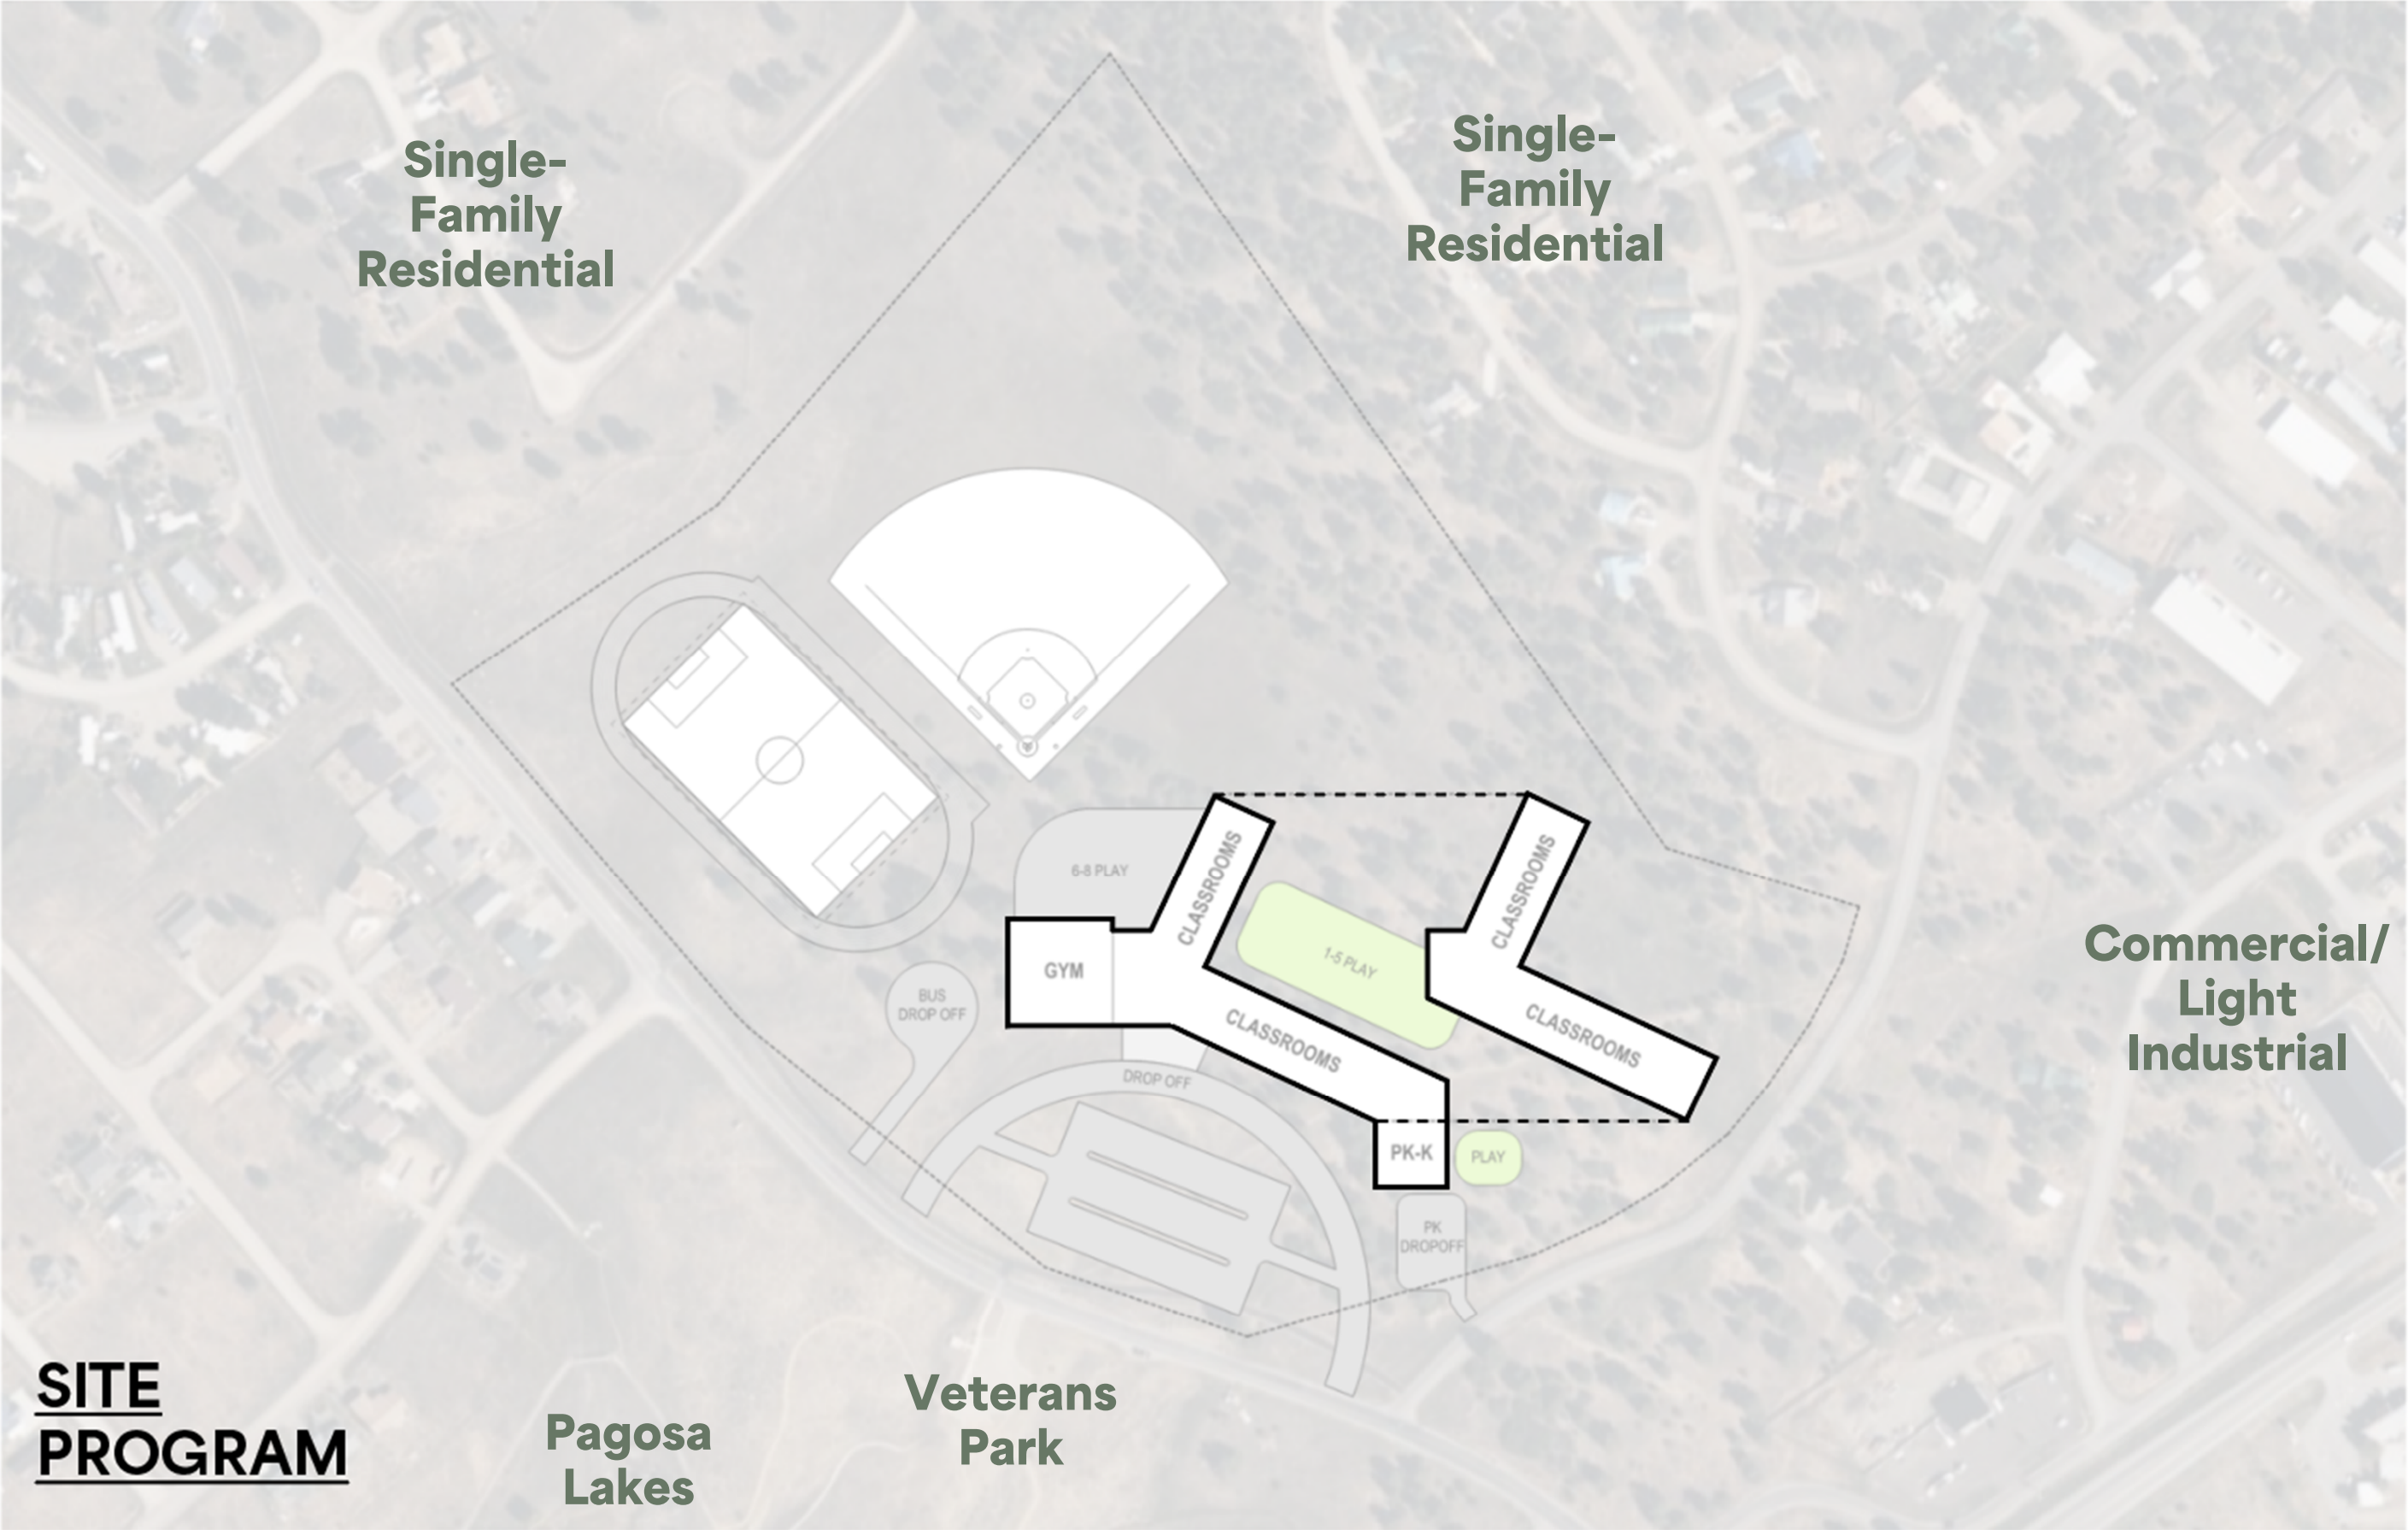 Single-
Family
Residential
Single-
Family
Residential
6-8 PLAY
CLASSROOMS
CLASSROOMS
1-5 PLAY
GYM
BUS
DROP OFF
CLASSROOMS
CLASSROOMS
DROP OFF
PK-K
PLAY
PK
DROPOFF
Commercial/
Light
Industrial
Veterans
Park
Pagosa
Lakes
SITE
PROGRAM